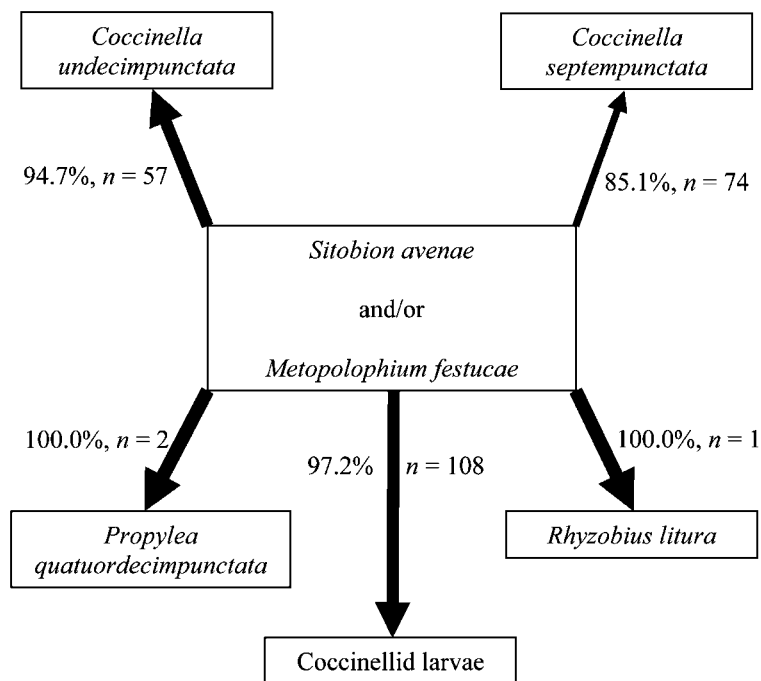 Coccinella
undecimpunctata
Coccinella
septempunctata
94.7%, n = 57
85.1%, n = 74
Sitobion avenae
and/or
Metopolophium festucae
100.0%, n = 2
97.2%
n = 108
100.0%, n = 1
Propylea
quatuordecimpunctata
Rhyzobius litura
Coccinellid larvae